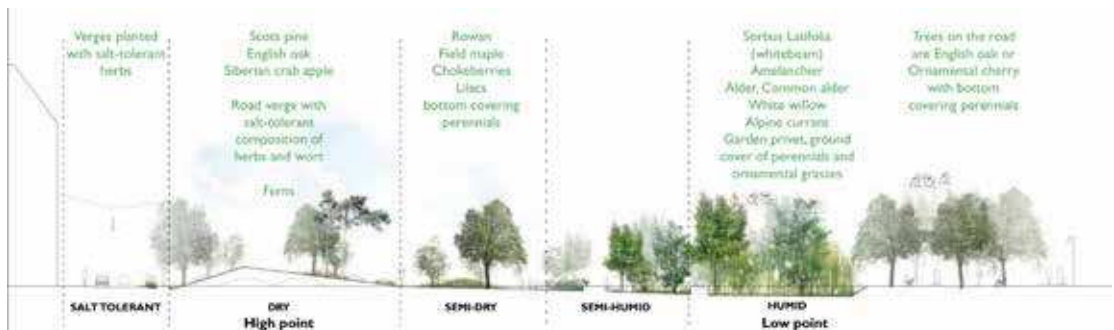 Verges planted
with salt-tolerant
herbs
Scots pine
English oak
Siberian crab apple
Road verge with
salt-tolerant
composition of
herbs and wort
Ferns
Rowan
Field maple
Chokeberries
Lilacs
bottom covering
perennials
Sorbus Latifolia
(whitebeam)
Amelanchier
Alder, Common alder
White willow
Alpine currant
Garden privet, ground
cover of perennials and
ornamental grasses
Trees on the road
are English oak or
Ornamental cherry
with bottom
covering perennials
SALT TOLERANT
DRY
High point
SEMI-DRY
SEMI-HUMID
HUMID
Low point